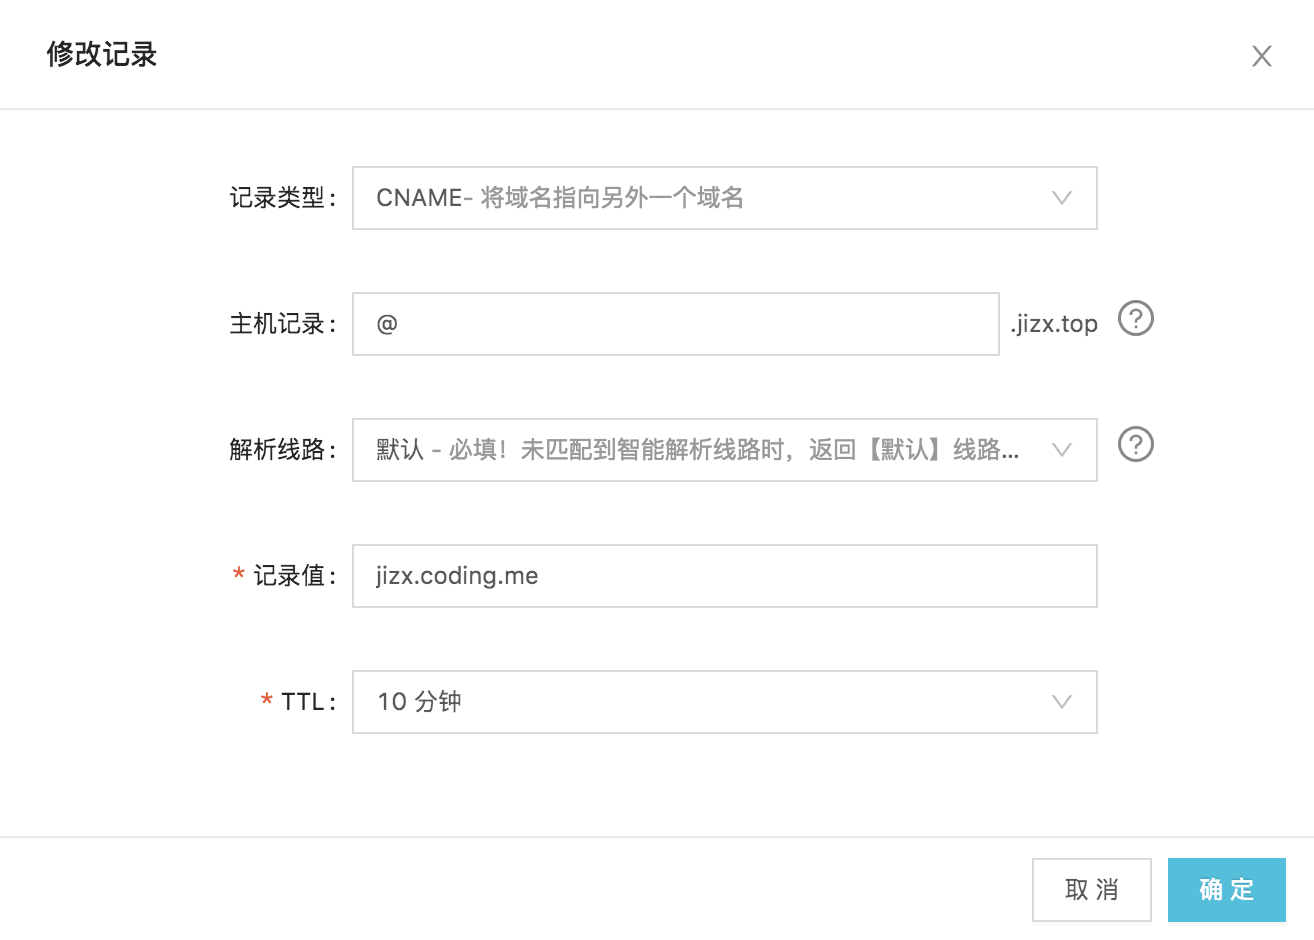 修改记录
记录类型: CNAME- 将域名指向另外一个域名
主机记录: @ .jizx.top ?
解析线路: 默认 - 必填！未匹配到智能解析线路时，返回【默认】线路... ?
* 记录值: jizx.coding.me
* TTL: 10 分钟
取 消 确 定